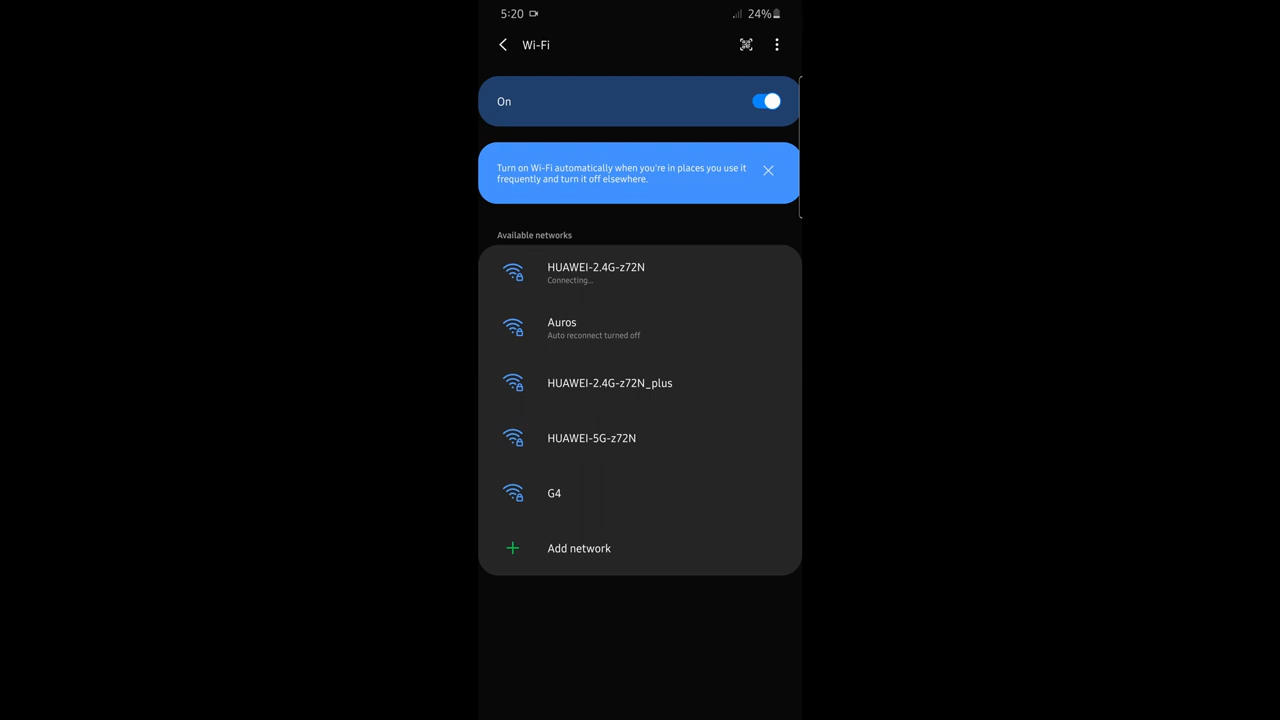 5:20
24%
Wi-Fi
On
Turn on Wi-Fi automatically when you're in places you use it
frequently and turn it off elsewhere.
Available networks
HUAWEI-2.4G-z72N
Connecting...
Auros
Auto reconnect turned off
HUAWEI-2.4G-z72N_plus
HUAWEI-5G-z72N
G4
Add network